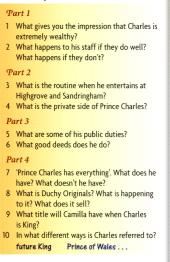 Part 1
1 What gives you the impression that Charles is
extremely wealthy?
2 What happens to his staff if they do well?
What happens if they don't?
Part 2
3 What is the routine when he entertains at
Highgrove and Sandringham?
4 What is the private side of Prince Charles?
Part 3
5 What are some of his public duties?
6 What good deeds does he do?
Part 4
7 'Prince Charles has everything'. What does he
have? What doesn't he have?
8 What is Duchy Originals? What is happening
to it? What does it sell?
9 What title will Camilla have when Charles
is King?
10 In what different ways is Charles referred to?
future King Prince of Wales . . .